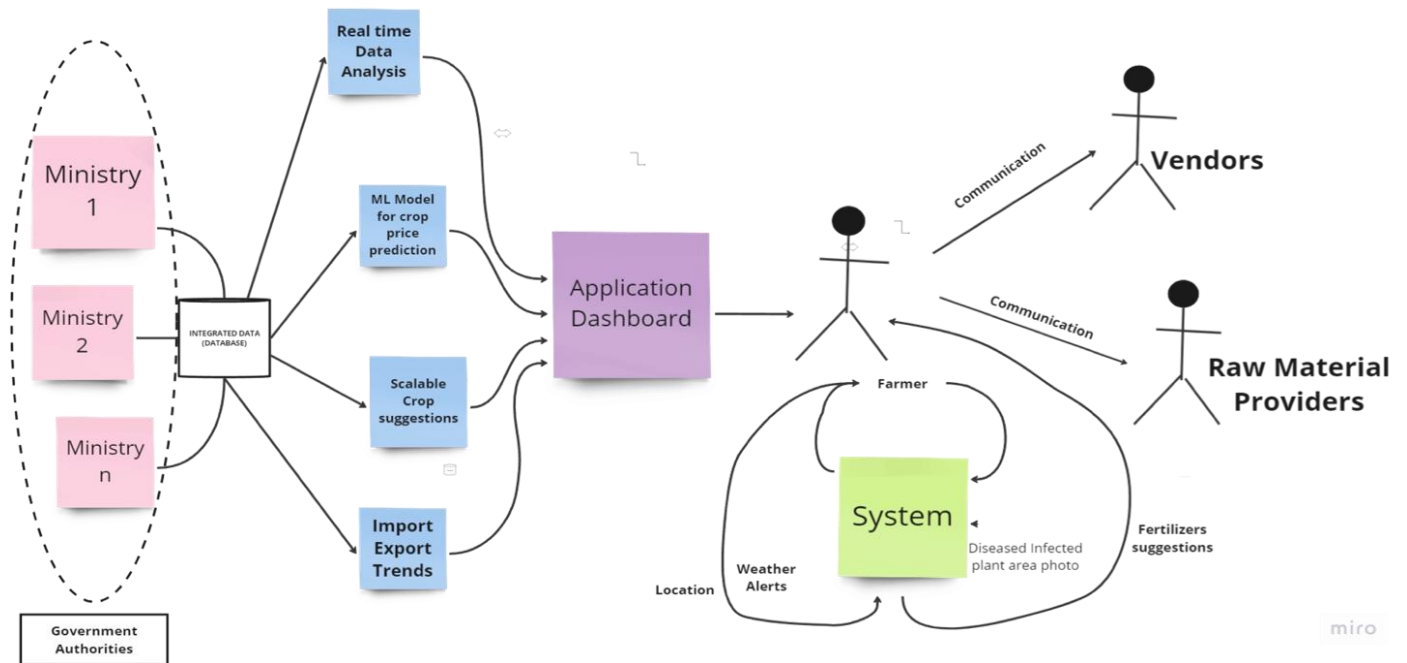 Real time
Data
Analysis
Ministry
1
ML Model
for crop
price
prediction
Ministry
2
INTEGRATED DATA
(DATABASE)
Application
Dashboard
Communication
Vendors
Communication
Raw Material
Providers
Scalable
Crop
suggestions
Farmer
Ministry
n
System
Import
Export
Trends
Diseased Infected
plant area photo
Fertilizers
suggestions
Weather
Alerts
Location
Government
Authorities
miro